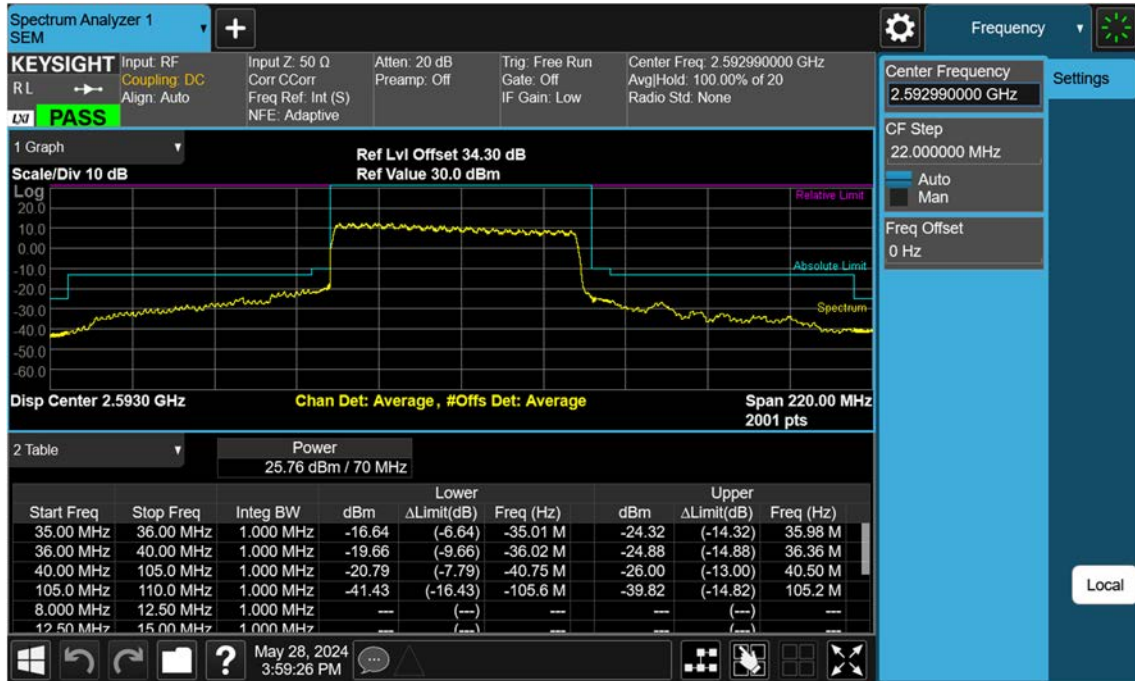 Spectrum Analyzer 1
SEM
Frequency
KEYSIGHT
RL
LXI PASS
Input: RF
Coupling: DC
Align: Auto
Input Z: 50 Ω
Corr CCorr
Freq Ref: Int (S)
NFE: Adaptive
Atten: 20 dB
Preamp: Off
Trig: Free Run
Gate: Off
IF Gain: Low
Center Freq: 2.592990000 GHz
Avg|Hold: 100.00% of 20
Radio Std: None
Center Frequency
2.592990000 GHz
Settings
CF Step
22.000000 MHz
Auto
Man
Freq Offset
0 Hz
Local
1 Graph
Scale/Div 10 dB
Ref Lvl Offset 34.30 dB
Ref Value 30.0 dBm
Log
20.0
10.0
0.00
-10.0
-20.0
-30.0
-40.0
-50.0
-60.0
Relative Limit
Absolute Limit
Spectrum
Disp Center 2.5930 GHz
Chan Det: Average, #Offs Det: Average
Span 220.00 MHz
2001 pts
2 Table
Power
25.76 dBm / 70 MHz
Lower Upper
Start Freq Stop Freq Integ BW dBm ΔLimit(dB) Freq (Hz) dBm ΔLimit(dB) Freq (Hz)
35.00 MHz 36.00 MHz 1.000 MHz -16.64 (-6.64) -35.01 M -24.32 (-14.32) 35.98 M
36.00 MHz 40.00 MHz 1.000 MHz -19.66 (-9.66) -36.02 M -24.88 (-14.88) 36.36 M
40.00 MHz 105.0 MHz 1.000 MHz -20.79 (-7.79) -40.75 M -26.00 (-13.00) 40.50 M
105.0 MHz 110.0 MHz 1.000 MHz -41.43 (-16.43) -105.6 M -39.82 (-14.82) 105.2 M
8.000 MHz 12.50 MHz 1.000 MHz --- (---) --- --- (---) ---
12.50 MHz 15.00 MHz 1.000 MHz --- (---) --- --- (---) ---
?
May 28, 2024
3:59:26 PM